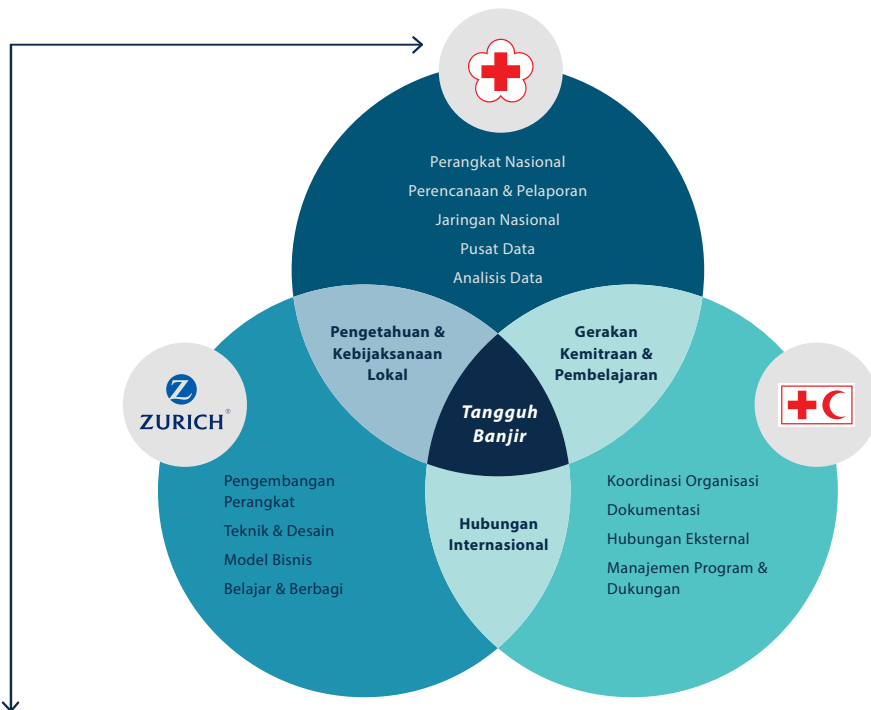 Perangkat Nasional
Perencanaan & Pelaporan
Jaringan Nasional
Pusat Data
Analisis Data
Pengetahuan &
Kebijaksanaan
Lokal
Gerakan
Kemitraan &
Pembelajaran
Tangguh
Banjir
Z
ZURICH®
Pengembangan
Perangkat
Teknik & Desain
Model Bisnis
Belajar & Berbagi
Hubungan
Internasional
Koordinasi Organisasi
Dokumentasi
Hubungan Eksternal
Manajemen Program &
Dukungan